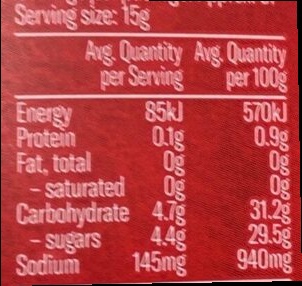 Serving size: 15g
Avg. Quantity Avg. Quantity
per Serving per 100g
Energy 85kJ 570kJ
Protein 0.1g 0.9g
Fat, total 0g 0g
– saturated 0g 0g
Carbohydrate 4.7g 31.2g
– sugars 4.4g 29.5g
Sodium 145mg 940mg